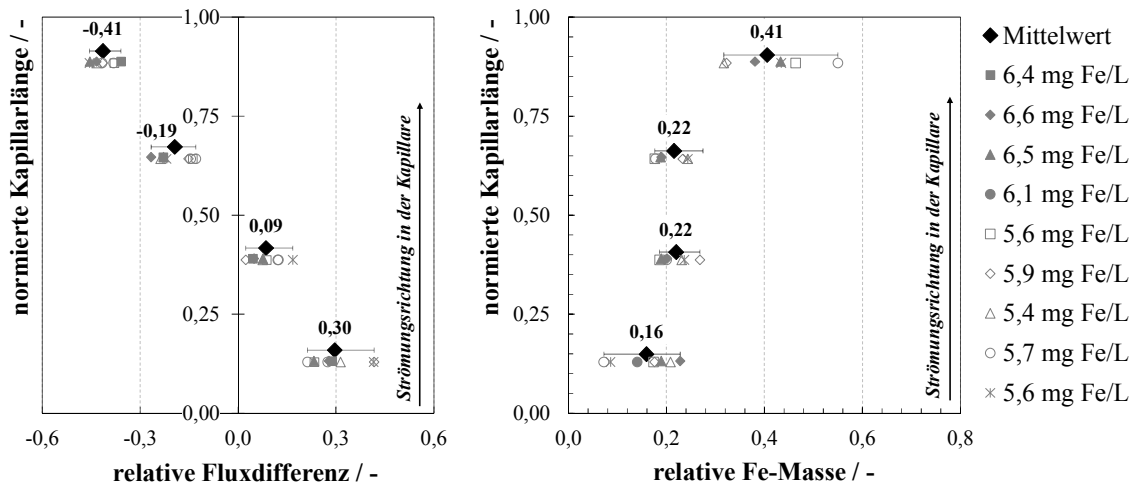 normierte Kapillarlänge / -
1,00
0,75
0,50
0,25
0,00
-0,6
-0,3
0,0
0,3
0,6
-0,41
-0,19
0,09
0,30
Strömungsrichtung in der Kapillare
relative Fluxdifferenz / -
normierte Kapillarlänge / -
1,00
0,75
0,50
0,25
0,00
0,0
0,2
0,4
0,6
0,8
0,41
0,22
0,22
0,16
Strömungsrichtung in der Kapillare
relative Fe-Masse / -
Mittelwert
6,4 mg Fe/L
6,6 mg Fe/L
6,5 mg Fe/L
6,1 mg Fe/L
5,6 mg Fe/L
5,9 mg Fe/L
5,4 mg Fe/L
5,7 mg Fe/L
5,6 mg Fe/L